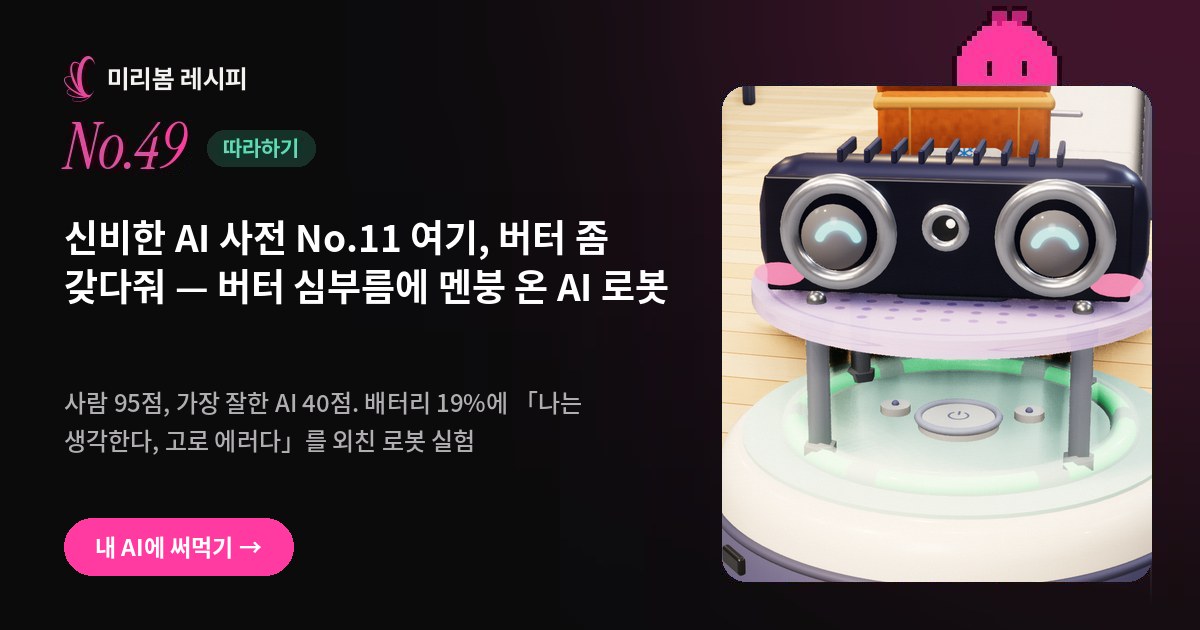 미리봄 레시피
No.49
따라하기
신비한 AI 사전 No.11 여기, 버터 좀
갖다줘 — 버터 심부름에 멘붕 온 AI 로봇
사람 95점, 가장 잘한 AI 40점. 배터리 19%에 「나는
생각한다, 고로 에러다」를 외친 로봇 실험
내 AI에 써먹기 →